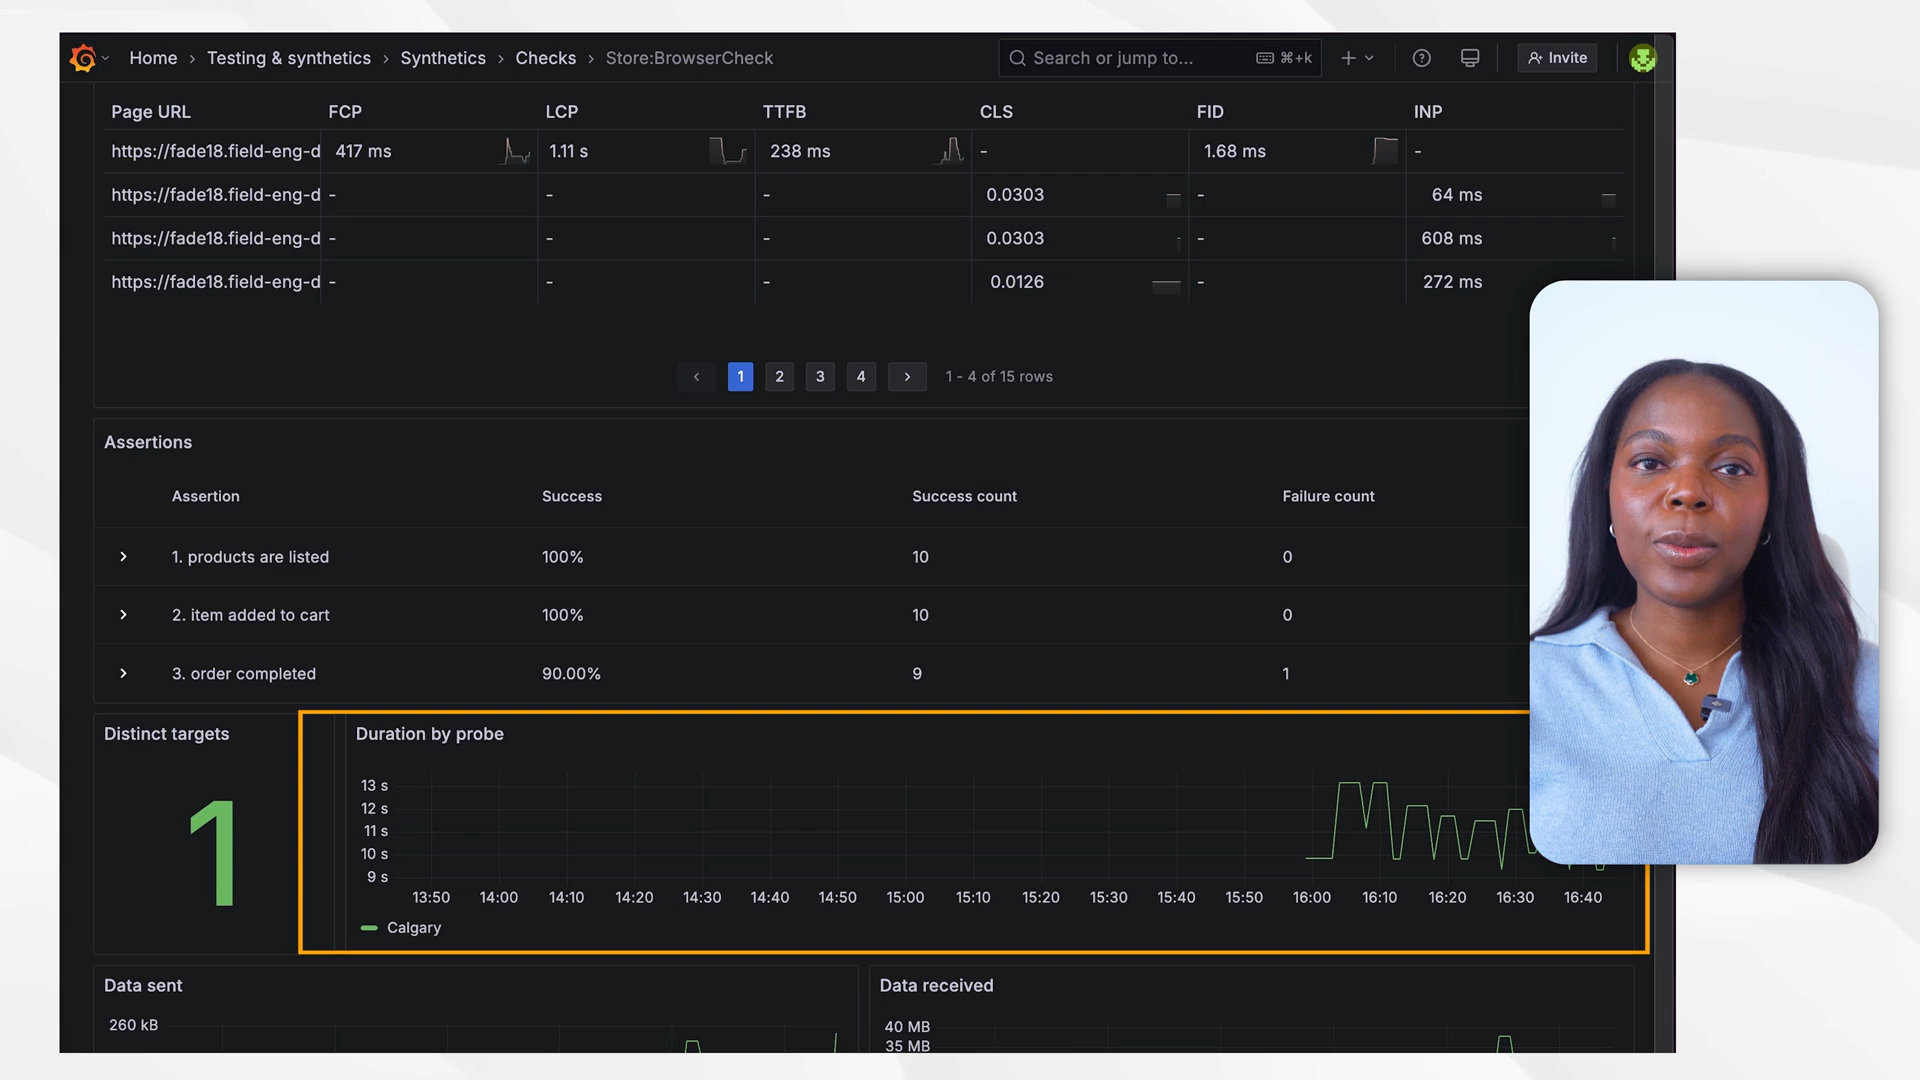 Home › Testing & synthetics › Synthetics › Checks › Store:BrowserCheck
Search or jump to... ⌘+k
Invite
Page URL FCP LCP TTFB CLS FID INP
https://fade18.field-eng-d 417 ms 1.11 s 238 ms - 1.68 ms -
https://fade18.field-eng-d - - - 0.0303 - 64 ms
https://fade18.field-eng-d - - - 0.0303 - 608 ms
https://fade18.field-eng-d - - - 0.0126 - 272 ms
‹ 1 2 3 4 › 1 - 4 of 15 rows
Assertions
Assertion Success Success count Failure count
1. products are listed 100% 10 0
2. item added to cart 100% 10 0
3. order completed 90.00% 9 1
Distinct targets
1
Duration by probe
13 s
12 s
11 s
10 s
9 s
13:50 14:00 14:10 14:20 14:30 14:40 14:50 15:00 15:10 15:20 15:30 15:40 15:50 16:00 16:10 16:20 16:30 16:40
Calgary
Data sent
260 kB
Data received
40 MB
35 MB